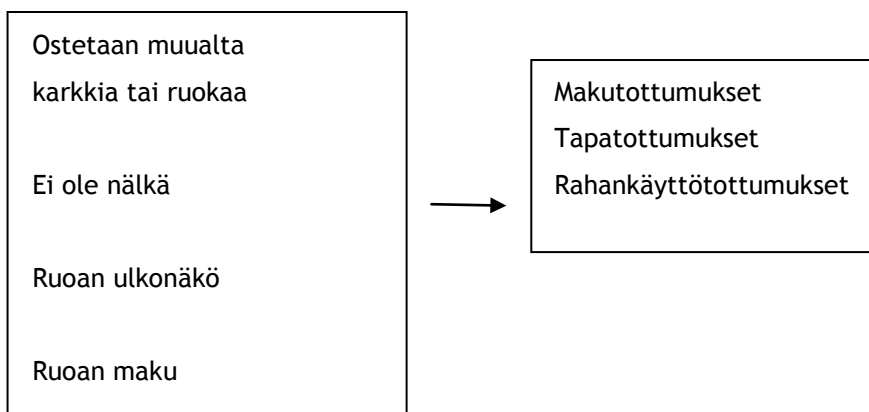 Ostetaan muualta
karkkia tai ruokaa
Ei ole nälkä
Ruoan ulkonäkö
Ruoan maku
Makutottumukset
Tapatottumukset
Rahankäyttötottumukset